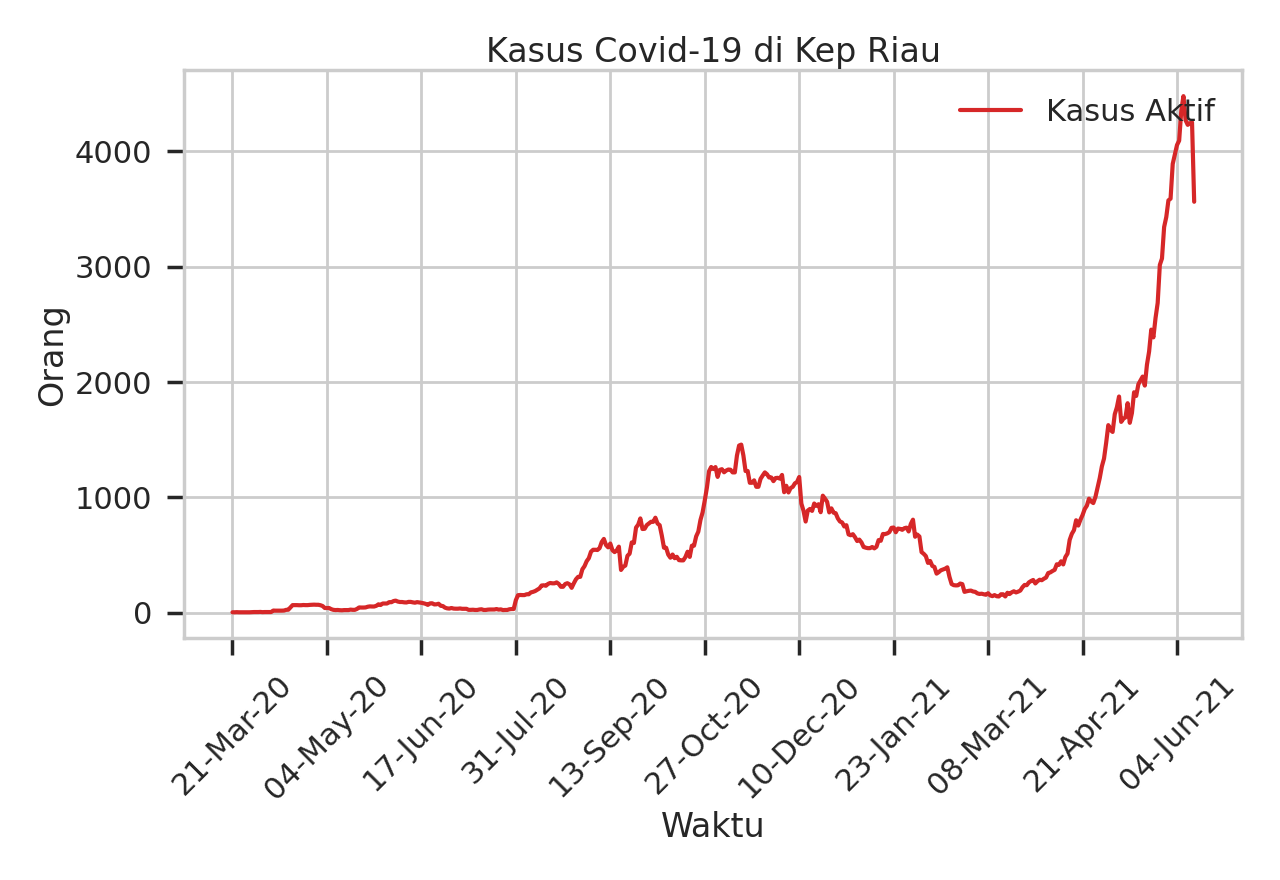 Kasus Covid-19 di Kep Riau
Kasus Aktif
Orang
4000
3000
2000
1000
0
21-Mar-20
04-May-20
17-Jun-20
31-Jul-20
13-Sep-20
27-Oct-20
10-Dec-20
23-Jan-21
08-Mar-21
21-Apr-21
04-Jun-21
Waktu